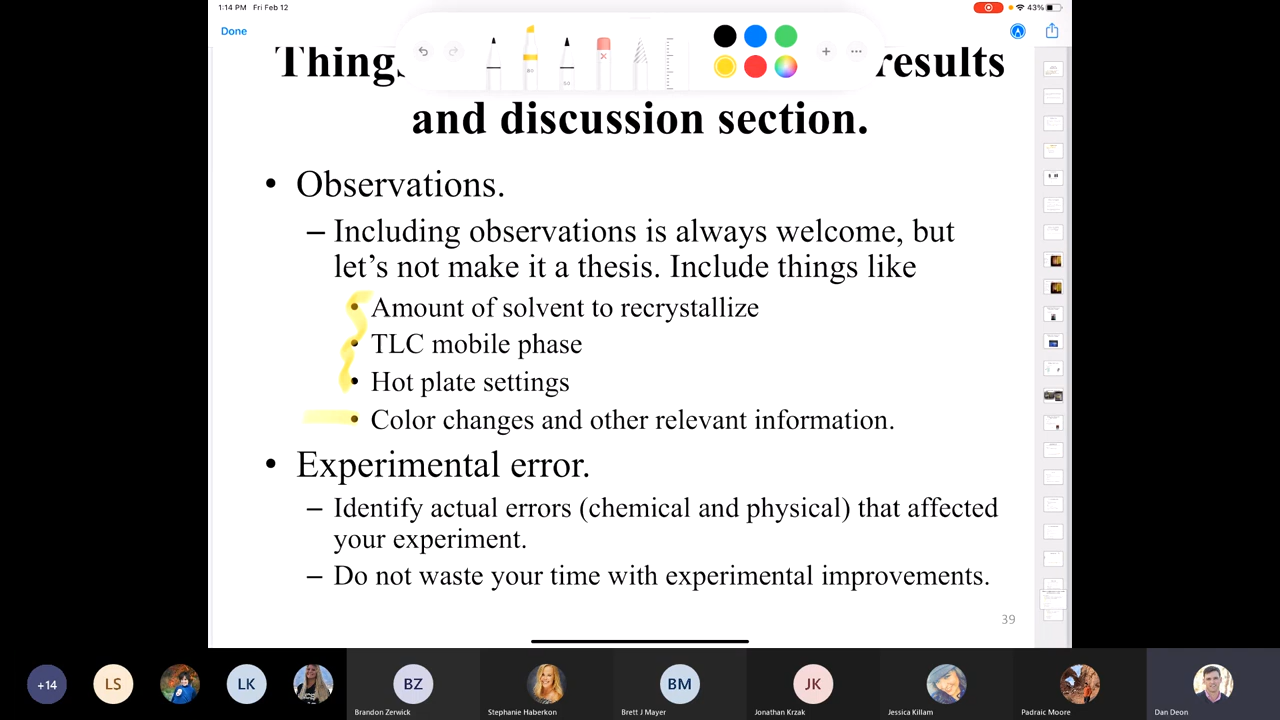 1:14 PM Fri Feb 12
43%
Done
results
and discussion section.
• Observations.
– Including observations is always welcome, but
let's not make it a thesis. Include things like
• Amount of solvent to recrystallize
• TLC mobile phase
• Hot plate settings
• Color changes and other relevant information.
• Experimental error.
– Identify actual errors (chemical and physical) that affected
your experiment.
– Do not waste your time with experimental improvements.
39
+14 LS LK BZ BM JK
Brandon Zerwick Stephanie Haberkon Brett J Mayer Jonathan Krzak Jessica Killam Padraic Moore Dan Deon